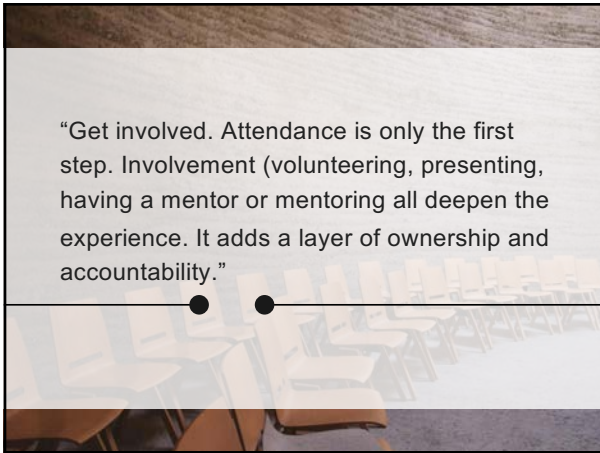 “Get involved. Attendance is only the first
step. Involvement (volunteering, presenting,
having a mentor or mentoring all deepen the
experience. It adds a layer of ownership and
accountability.”